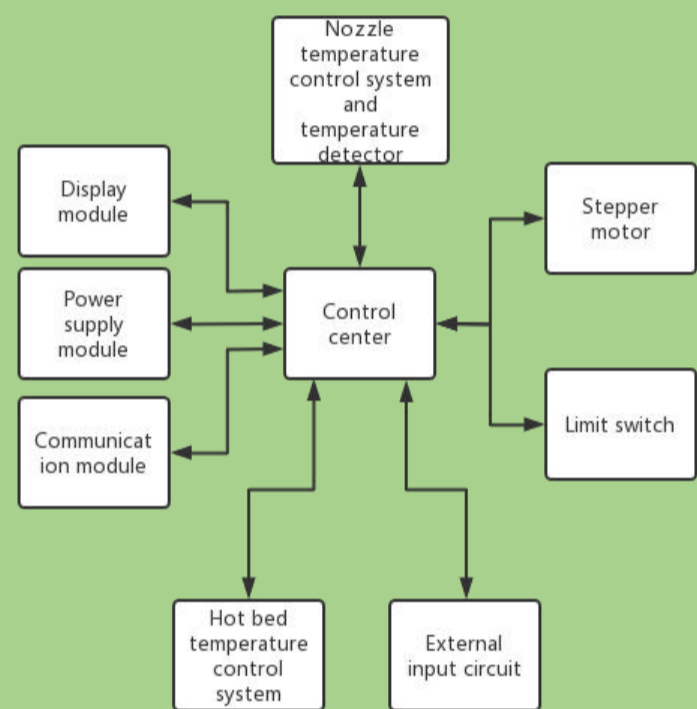 Nozzle
temperature
control system
and
temperature
detector
Display
module
Stepper
motor
Power
supply
module
Control
center
Communicat
ion module
Limit switch
Hot bed
temperature
control
system
External
input circuit